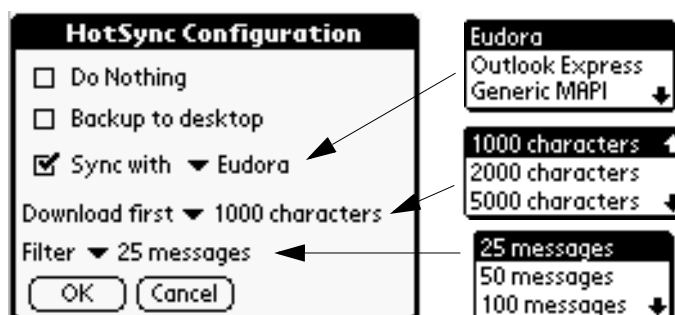 HotSync Configuration
Do Nothing
Backup to desktop
Sync with Eudora
Download first 1000 characters
Filter 25 messages
OK Cancel
Eudora
Outlook Express
Generic MAPI
1000 characters
2000 characters
5000 characters
25 messages
50 messages
100 messages